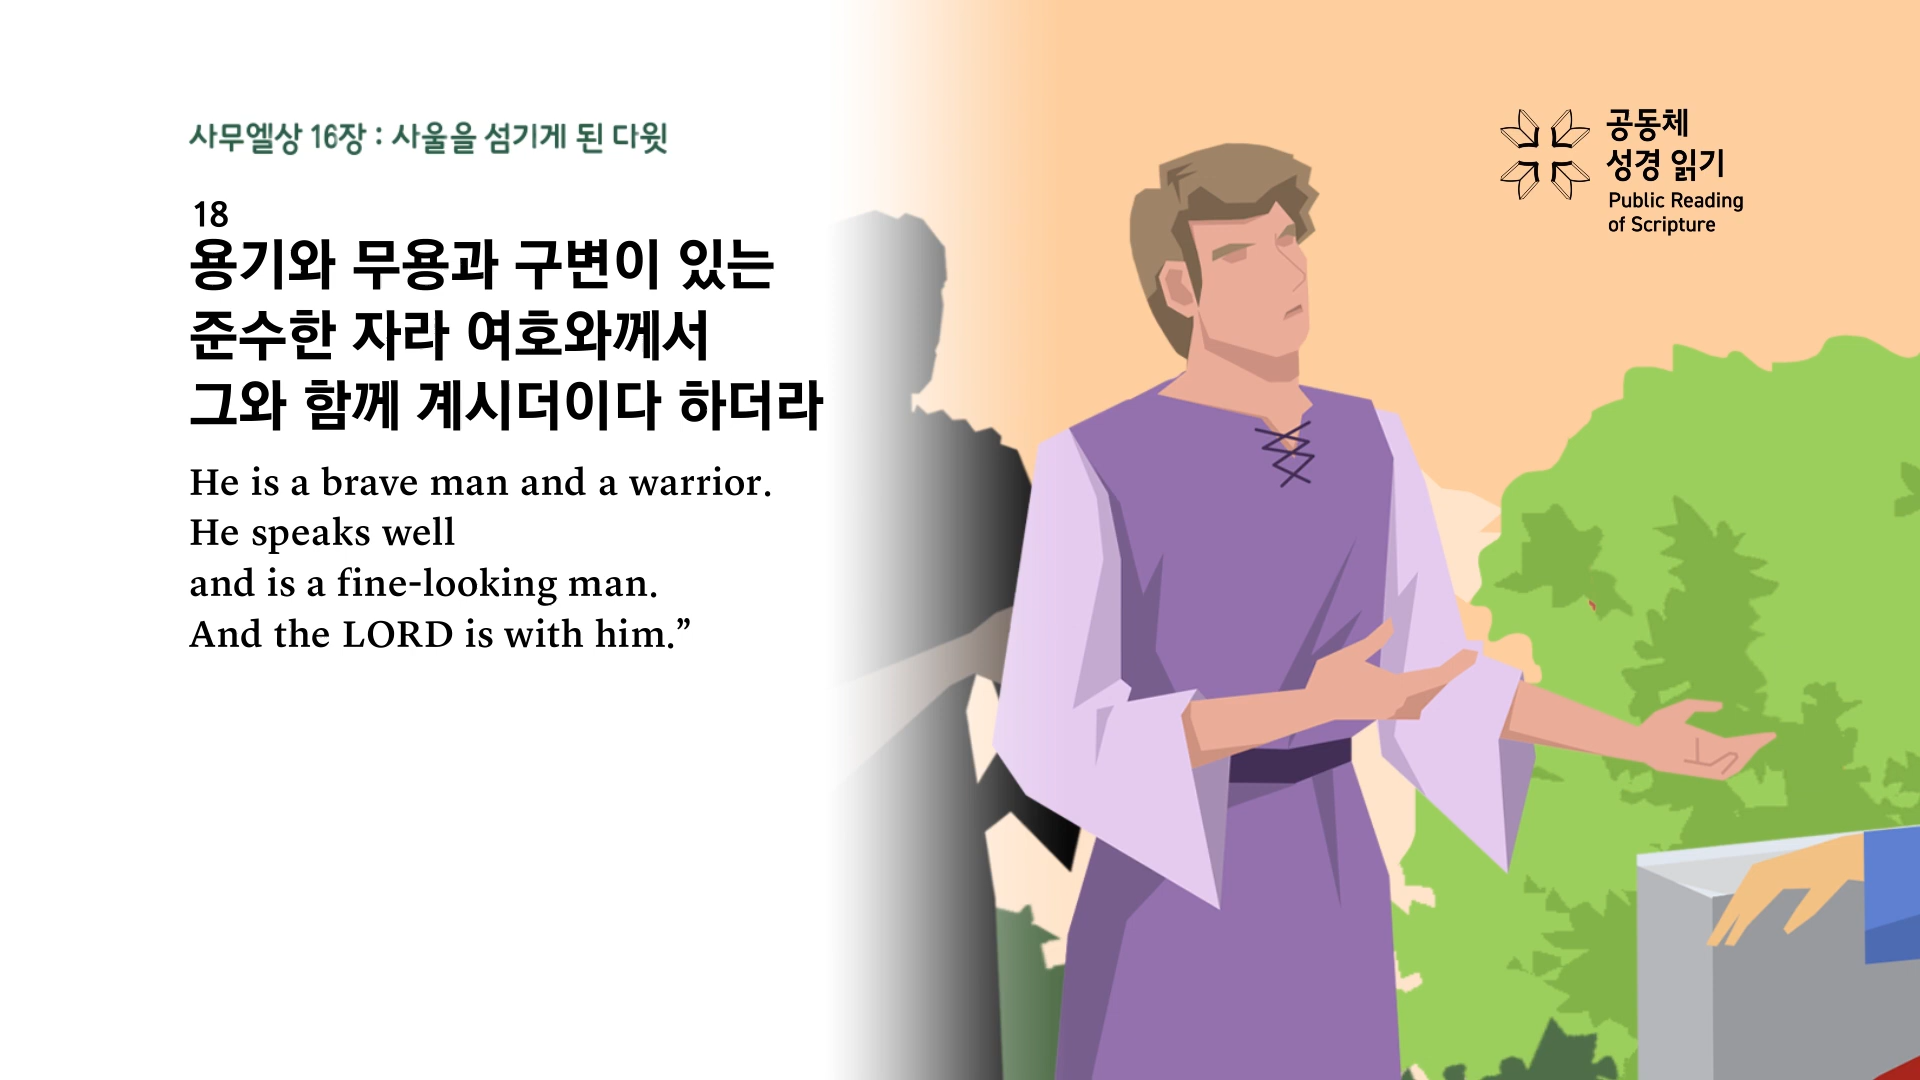 사무엘상 16장 : 사울을 섬기게 된 다윗
18
용기와 무용과 구변이 있는
준수한 자라 여호와께서
그와 함께 계시더이다 하더라
He is a brave man and a warrior.
He speaks well
and is a fine-looking man.
And the LORD is with him.”
공동체
성경 읽기
Public Reading
of Scripture